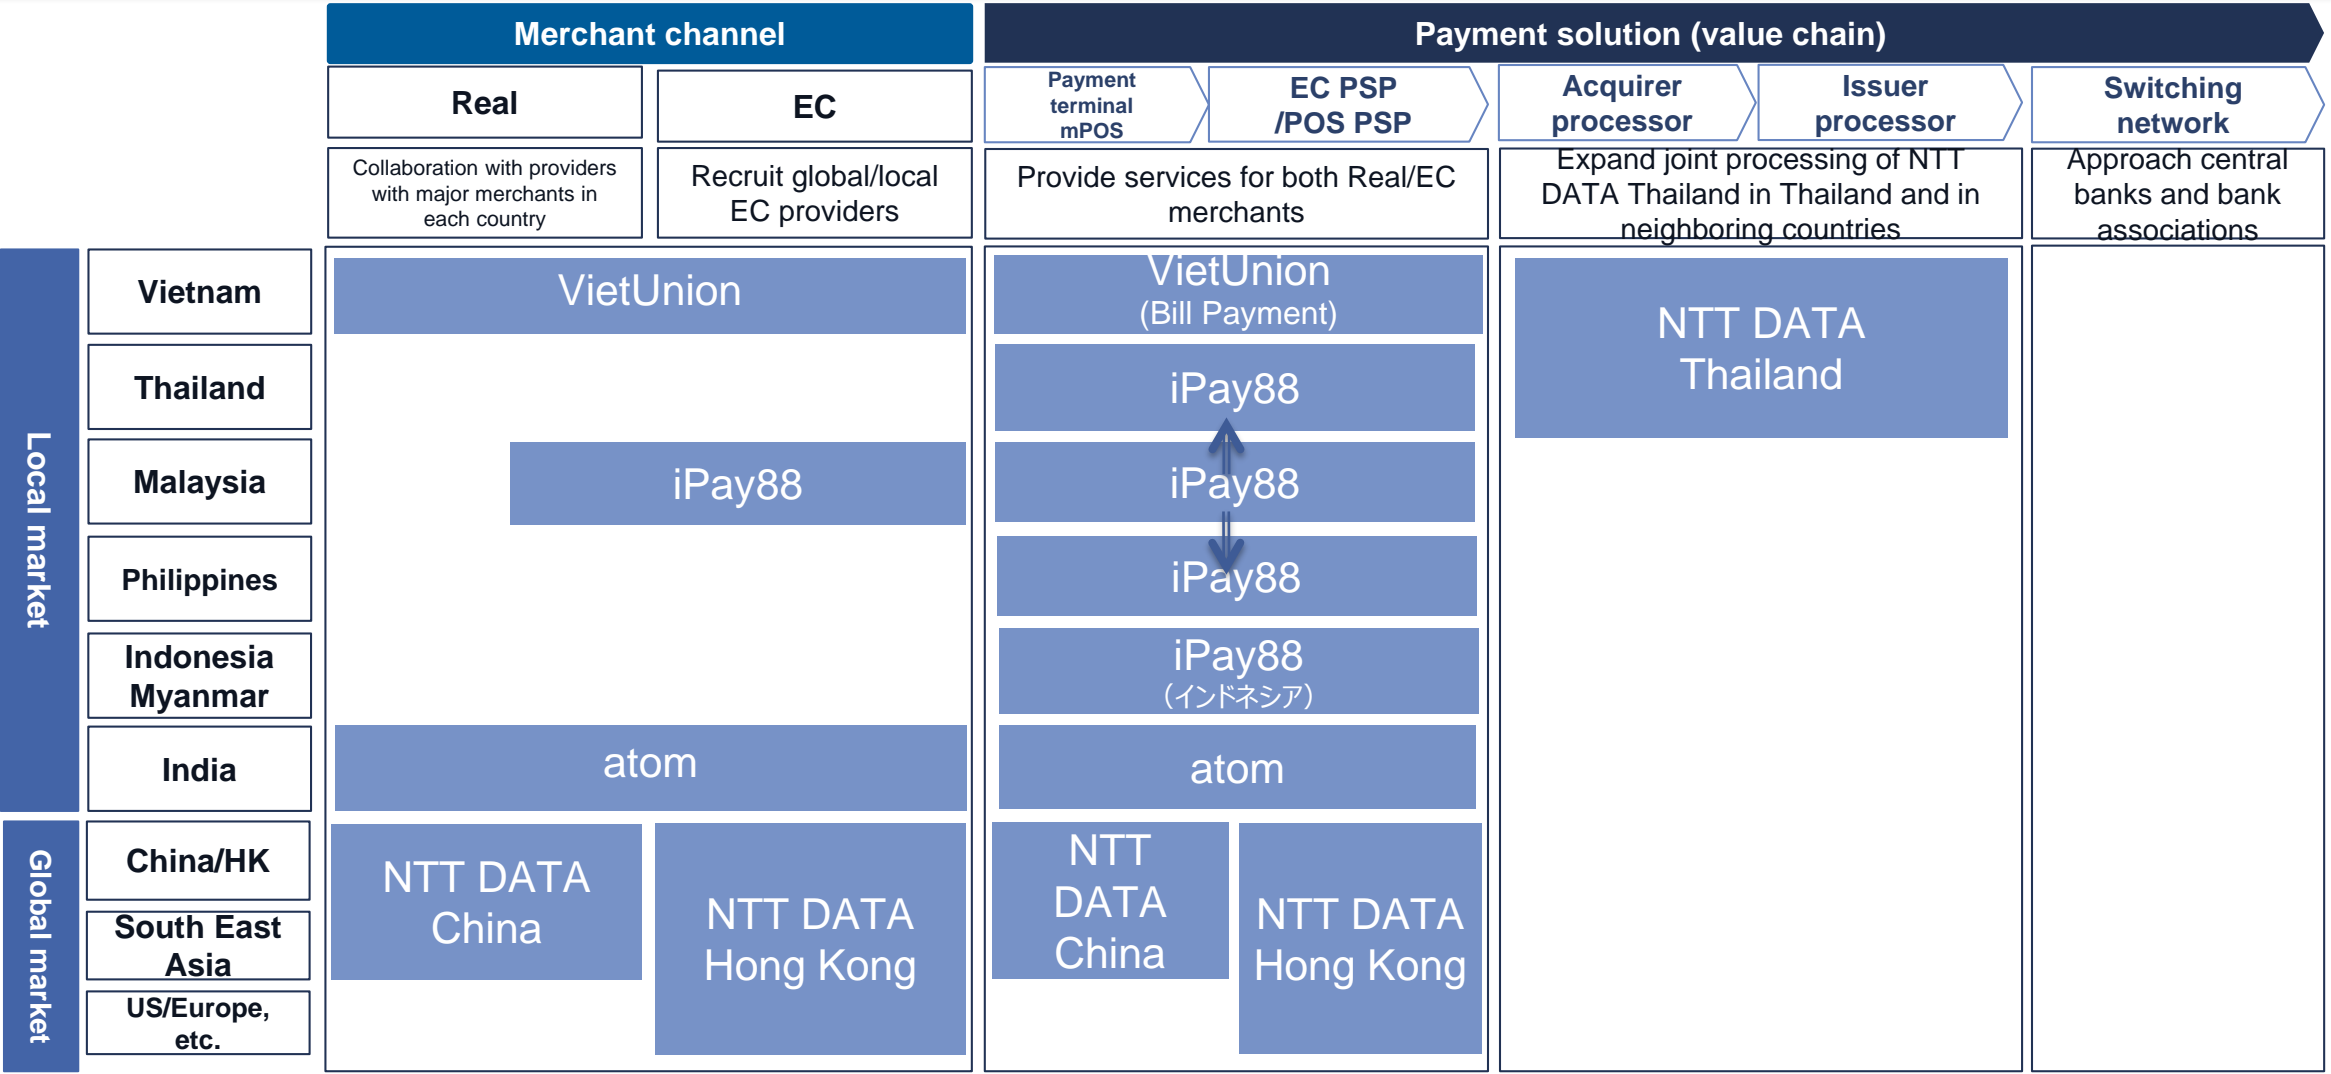 Merchant channel
Payment solution (value chain)
Real
EC
Payment
terminal
mPOS
EC PSP
/POS PSP
Acquirer
processor
Issuer
processor
Switching
network
Collaboration with providers
with major merchants in
each country
Recruit global/local
EC providers
Provide services for both Real/EC
merchants
Expand joint processing of NTT
DATA Thailand in Thailand and in
neighboring countries
Approach central
banks and bank
associations
Local market
Vietnam
VietUnion
VietUnion
(Bill Payment)
NTT DATA
Thailand
Thailand
iPay88
Malaysia
iPay88
iPay88
Philippines
iPay88
Indonesia
Myanmar
iPay88
（インドネシア）
India
atom
atom
Global market
China/HK
NTT DATA
China
NTT DATA
Hong Kong
NTT
DATA
China
NTT DATA
Hong Kong
South East
Asia
US/Europe,
etc.